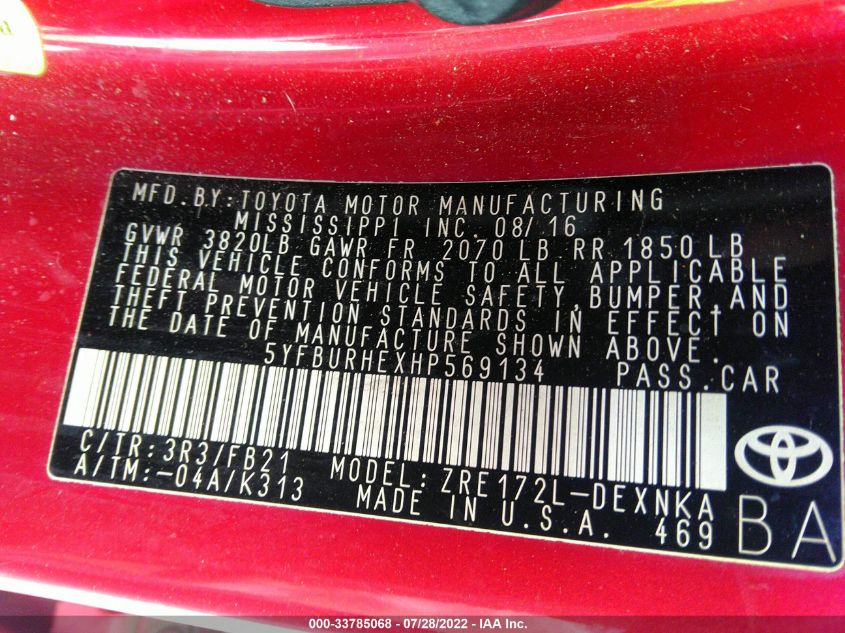 MFD. BY: TOYOTA MOTOR MANUFACTURING
MISSISSIPPI INC. 08/16
GVWR 3820LB GAWR FR 2070 LB RR 1850 LB
THIS VEHICLE CONFORMS TO ALL APPLICABLE
FEDERAL MOTOR VEHICLE SAFETY, BUMPER, AND
THEFT PREVENTION STANDARDS IN EFFECT ON
THE DATE OF MANUFACTURE SHOWN ABOVE.
5YFBURHEXHP569134 PASS. CAR
C/TR: 3R3/FB21 MODEL: ZRE172L-DEXNKA
A/TM: -04A/K313 MADE IN U.S.A. 469
BA
000-33785068 - 07/28/2022 - IAA Inc.